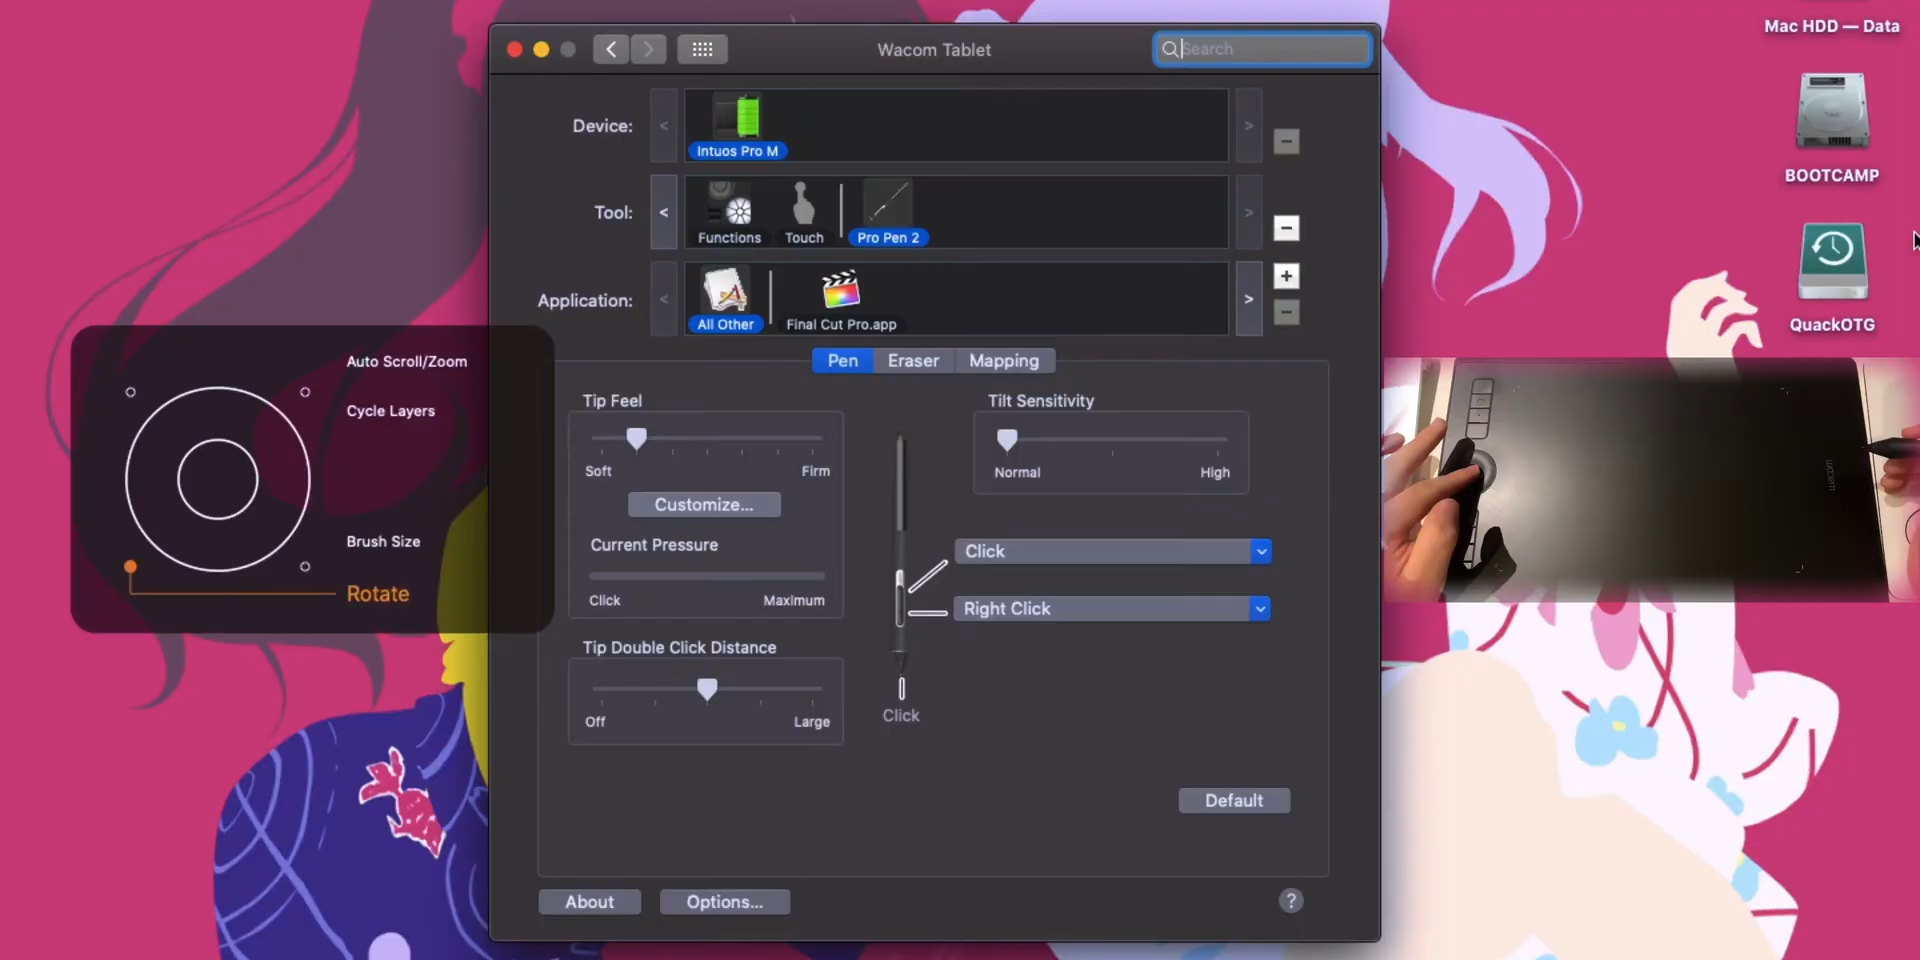 Wacom Tablet
Search
Mac HDD — Data
Device:
Intuos Pro M
BOOTCAMP
Tool:
Functions
Touch
Pro Pen 2
Application:
All Other
Final Cut Pro.app
QuackOTG
Auto Scroll/Zoom
Cycle Layers
Brush Size
Rotate
Pen
Eraser
Mapping
Tip Feel
Soft
Firm
Customize...
Current Pressure
Click
Maximum
Tip Double Click Distance
Off
Large
Tilt Sensitivity
Normal
High
Click
Right Click
Click
wacom
Default
About
Options...
?